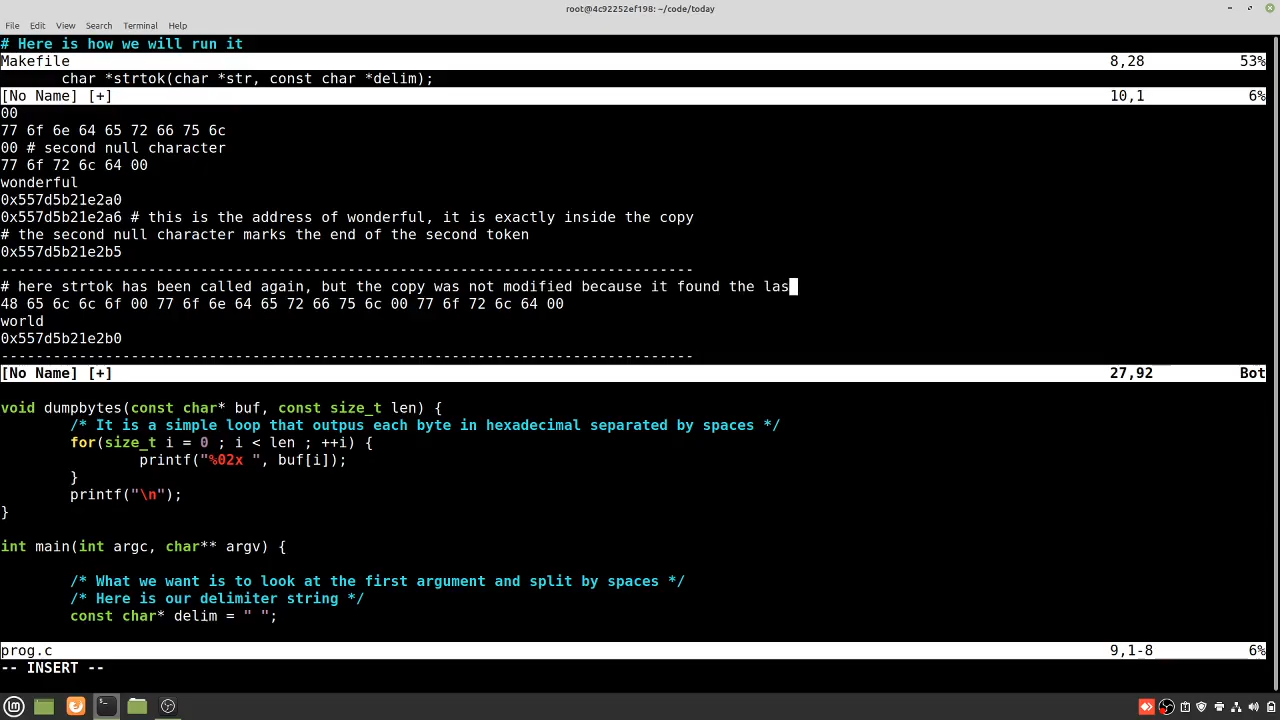 root@4c92252ef198: ~/code/today
File Edit View Search Terminal Help
# Here is how we will run it
Makefile 8,28 53%
char *strtok(char *str, const char *delim);
[No Name] [+] 10,1 6%
00
77 6f 6e 64 65 72 66 75 6c
00 # second null character
77 6f 72 6c 64 00
wonderful
0x557d5b21e2a0
0x557d5b21e2a6 # this is the address of wonderful, it is exactly inside the copy
# the second null character marks the end of the second token
0x557d5b21e2b5
--------------------------------------------------------------------------------
# here strtok has been called again, but the copy was not modified because it found the las
48 65 6c 6c 6f 00 77 6f 6e 64 65 72 66 75 6c 00 77 6f 72 6c 64 00
world
0x557d5b21e2b0
--------------------------------------------------------------------------------
[No Name] [+] 27,92 Bot
void dumpbytes(const char* buf, const size_t len) {
/* It is a simple loop that outpus each byte in hexadecimal separated by spaces */
for(size_t i = 0 ; i < len ; ++i) {
printf("%02x ", buf[i]);
}
printf("\n");
}
int main(int argc, char** argv) {
/* What we want is to look at the first argument and split by spaces */
/* Here is our delimiter string */
const char* delim = " ";
prog.c 9,1-8 6%
-- INSERT --